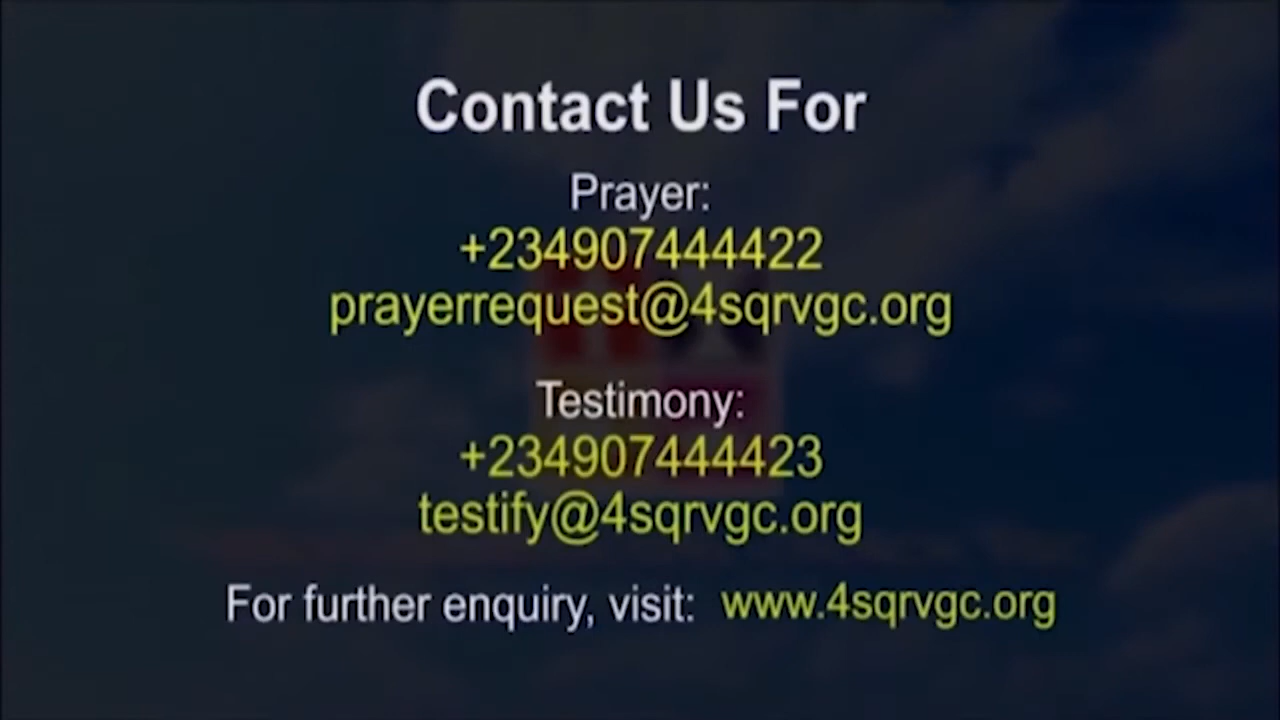 Contact Us For
Prayer:
+234907444422
prayerrequest@4sqrvgc.org
Testimony:
+234907444423
testify@4sqrvgc.org
For further enquiry, visit: www.4sqrvgc.org